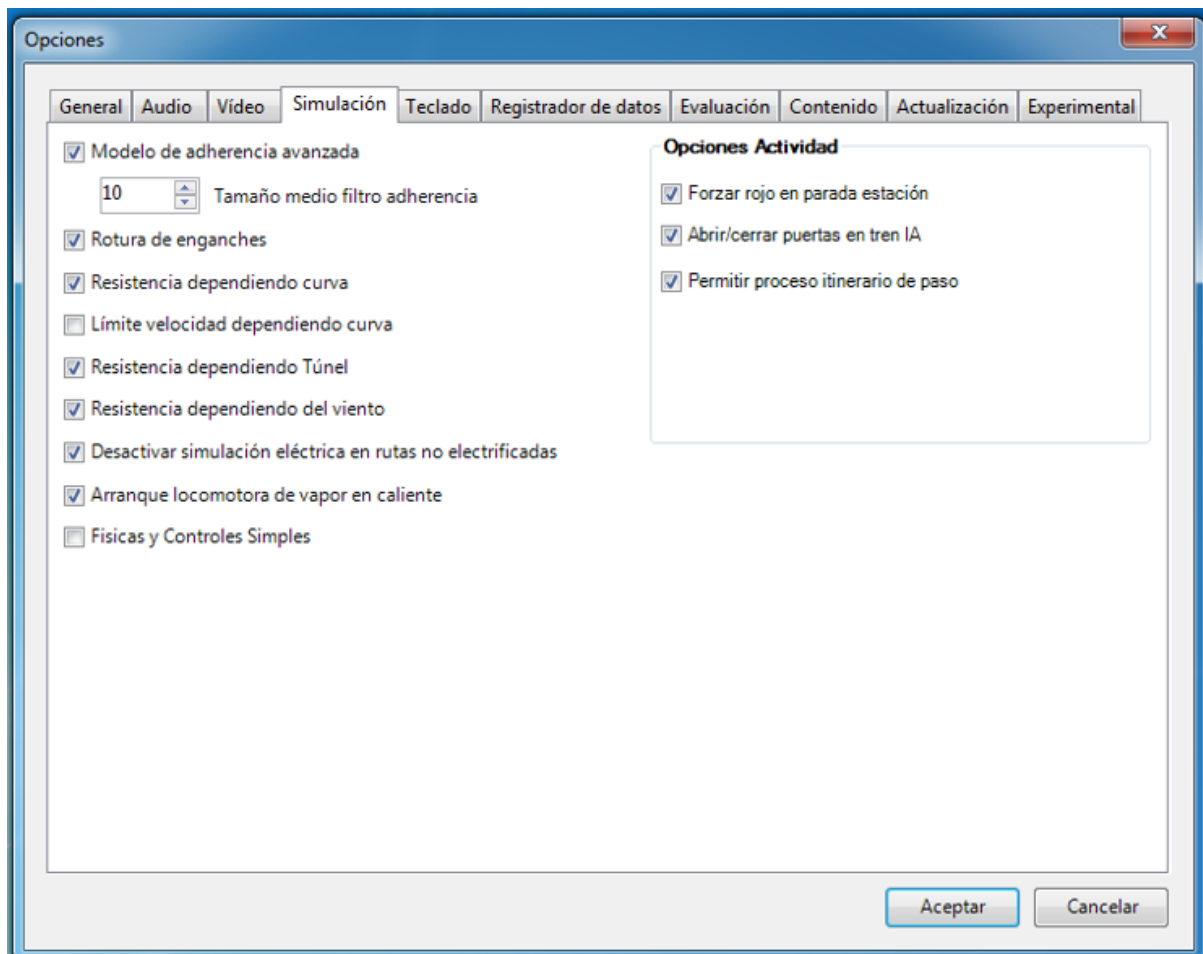 Opciones
General Audio Vídeo Simulación Teclado Registrador de datos Evaluación Contenido Actualización Experimental
Modelo de adherencia avanzada
10 Tamaño medio filtro adherencia
Rotura de enganches
Resistencia dependiendo curva
Límite velocidad dependiendo curva
Resistencia dependiendo Túnel
Resistencia dependiendo del viento
Desactivar simulación eléctrica en rutas no electrificadas
Arranque locomotora de vapor en caliente
Fisicas y Controles Simples
Opciones Actividad
Forzar rojo en parada estación
Abrir/cerrar puertas en tren IA
Permitir proceso itinerario de paso
Aceptar Cancelar